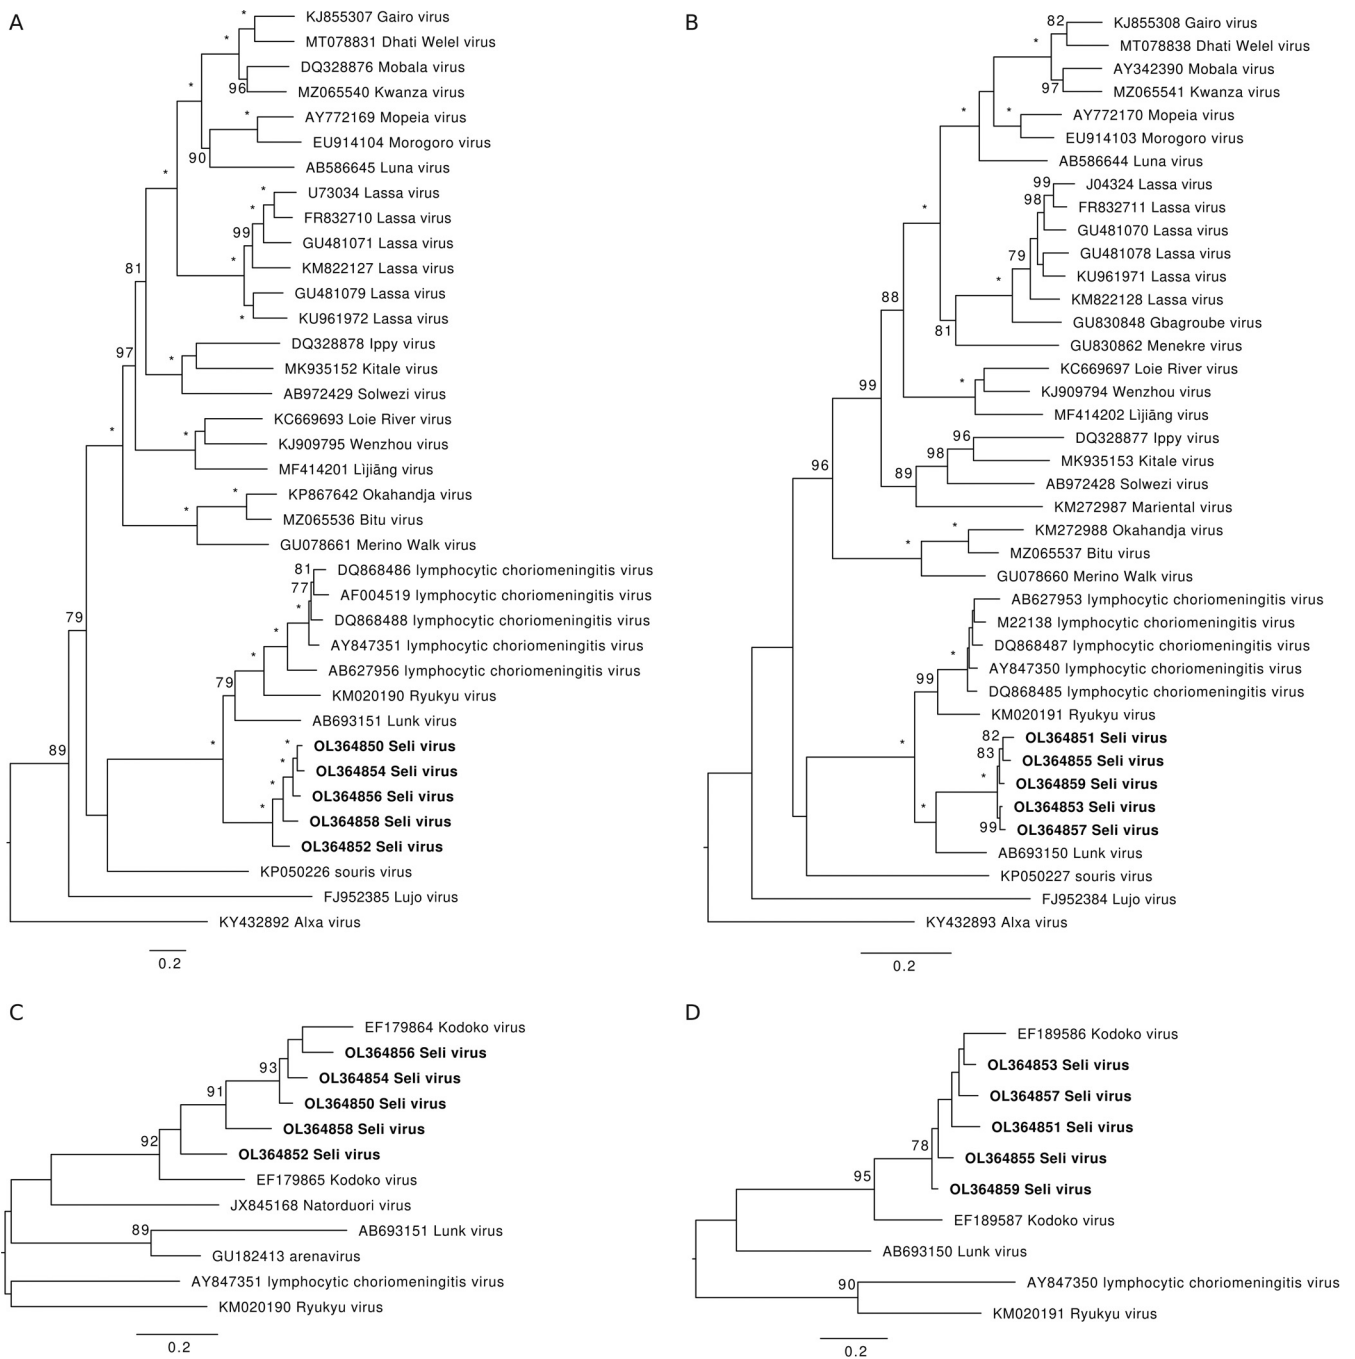 A
*
KJ855307 Gairo virus
*
MT078831 Dhati Welel virus
*
DQ328876 Mobala virus
96
MZ065540 Kwanza virus
*
AY772169 Mopeia virus
EU914104 Morogoro virus
90
AB586645 Luna virus
*
*
U73034 Lassa virus
*
FR832710 Lassa virus
99
GU481071 Lassa virus
*
KM822127 Lassa virus
81
GU481079 Lassa virus
*
KU961972 Lassa virus
DQ328878 Ippy virus
97
*
MK935152 Kitale virus
AB972429 Solwezi virus
KC669693 Loie River virus
*
*
KJ909795 Wenzhou virus
MF414201 Lìjiāng virus
*
KP867642 Okahandja virus
*
MZ065536 Bitu virus
GU078661 Merino Walk virus
81
DQ868486 lymphocytic choriomeningitis virus
77
AF004519 lymphocytic choriomeningitis virus
*
79
DQ868488 lymphocytic choriomeningitis virus
*
AY847351 lymphocytic choriomeningitis virus
*
AB627956 lymphocytic choriomeningitis virus
79
KM020190 Ryukyu virus
AB693151 Lunk virus
89
*
*
OL364850 Seli virus
*
OL364854 Seli virus
*
OL364856 Seli virus
*
OL364858 Seli virus
OL364852 Seli virus
KP050226 souris virus
FJ952385 Lujo virus
KY432892 Alxa virus
0.2
B
82
KJ855308 Gairo virus
*
MT078838 Dhati Welel virus
AY342390 Mobala virus
97
MZ065541 Kwanza virus
*
*
AY772170 Mopeia virus
EU914103 Morogoro virus
AB586644 Luna virus
99
J04324 Lassa virus
98
*
FR832711 Lassa virus
GU481070 Lassa virus
79
GU481078 Lassa virus
*
KU961971 Lassa virus
88
KM822128 Lassa virus
81
GU830848 Gbagroube virus
GU830862 Menekre virus
KC669697 Loie River virus
99
*
KJ909794 Wenzhou virus
MF414202 Lìjiāng virus
96
DQ328877 Ippy virus
96
98
MK935153 Kitale virus
89
AB972428 Solwezi virus
KM272987 Mariental virus
*
KM272988 Okahandja virus
*
MZ065537 Bitu virus
GU078660 Merino Walk virus
AB627953 lymphocytic choriomeningitis virus
M22138 lymphocytic choriomeningitis virus
DQ868487 lymphocytic choriomeningitis virus
*
AY847350 lymphocytic choriomeningitis virus
99
DQ868485 lymphocytic choriomeningitis virus
KM020191 Ryukyu virus
*
82
OL364851 Seli virus
83
OL364855 Seli virus
*
OL364859 Seli virus
*
OL364853 Seli virus
99
OL364857 Seli virus
AB693150 Lunk virus
KP050227 souris virus
FJ952384 Lujo virus
KY432893 Alxa virus
0.2
C
EF179864 Kodoko virus
OL364856 Seli virus
93
OL364854 Seli virus
91
OL364850 Seli virus
OL364858 Seli virus
92
OL364852 Seli virus
EF179865 Kodoko virus
JX845168 Natorduori virus
89
AB693151 Lunk virus
GU182413 arenavirus
AY847351 lymphocytic choriomeningitis virus
KM020190 Ryukyu virus
0.2
D
EF189586 Kodoko virus
OL364853 Seli virus
OL364857 Seli virus
OL364851 Seli virus
78
OL364855 Seli virus
95
OL364859 Seli virus
EF189587 Kodoko virus
AB693150 Lunk virus
90
AY847350 lymphocytic choriomeningitis virus
KM020191 Ryukyu virus
0.2